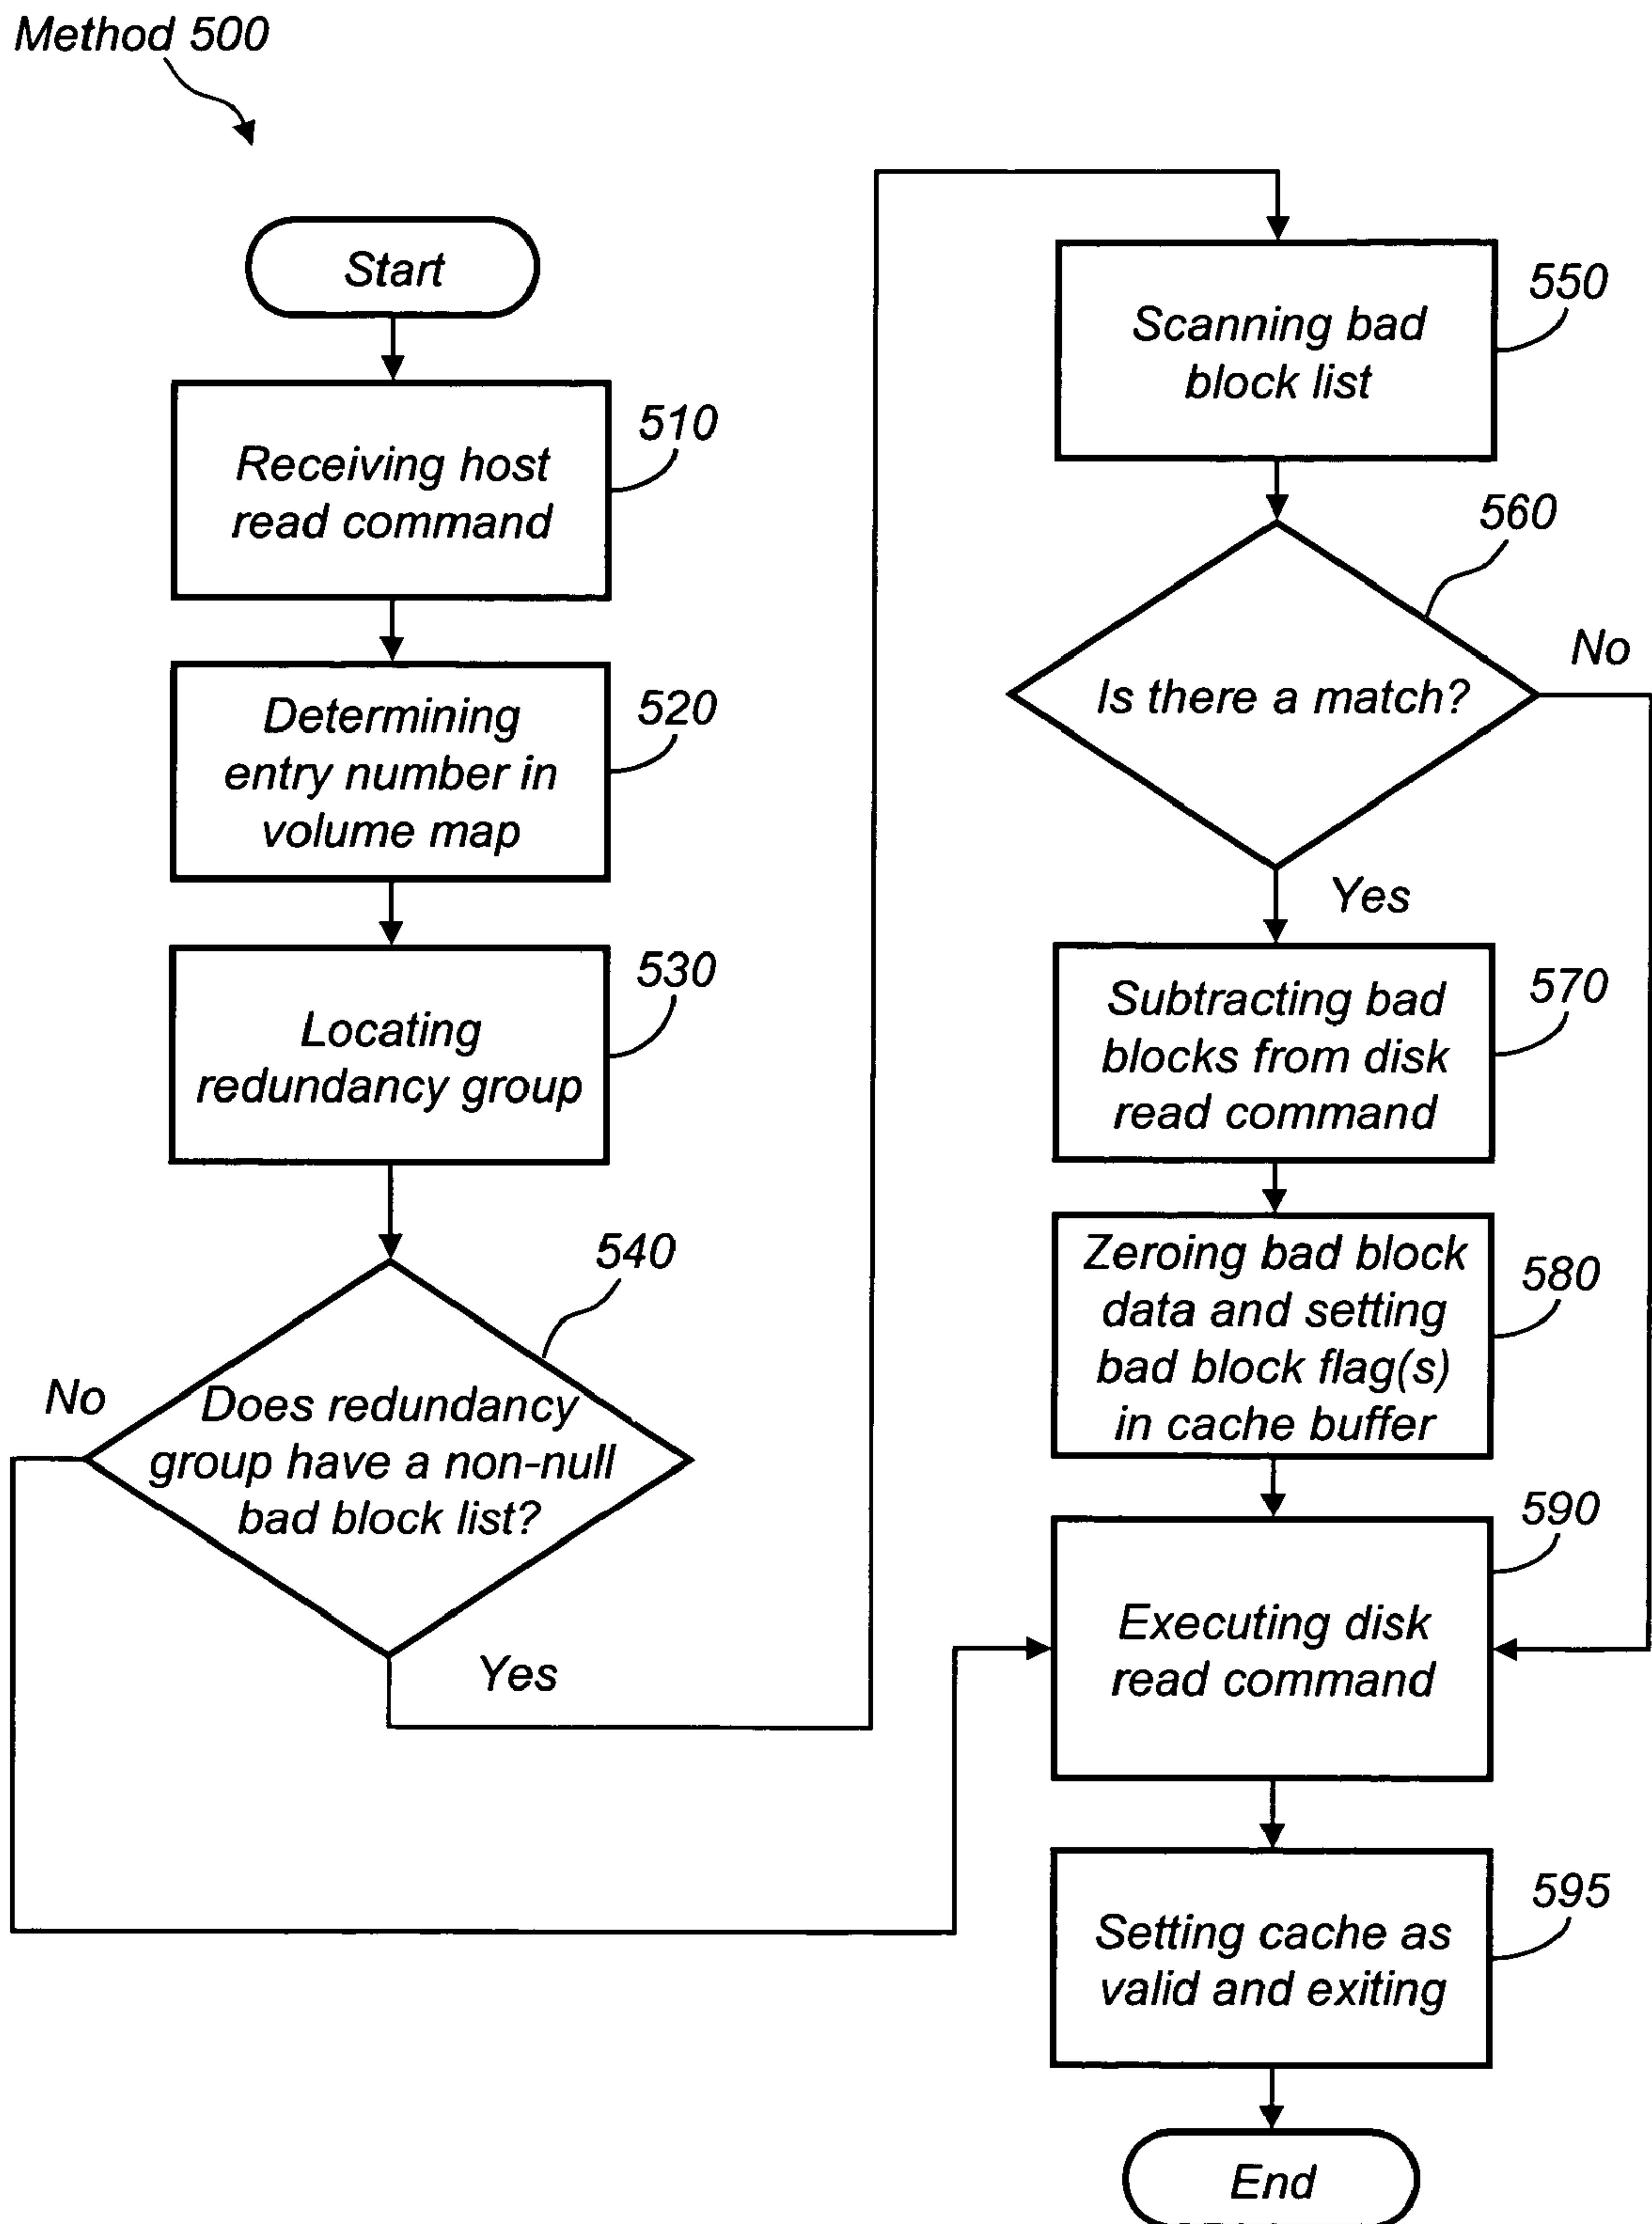 Method 500
Start
Receiving host
read command
510
Determining
entry number in
volume map
520
Locating
redundancy group
530
540
Does redundancy
group have a non-null
bad block list?
No
Yes
Scanning bad
block list
550
560
Is there a match?
No
Yes
Subtracting bad
blocks from disk
read command
570
Zeroing bad block
data and setting
bad block flag(s)
in cache buffer
580
590
Executing disk
read command
Setting cache as
valid and exiting
595
End